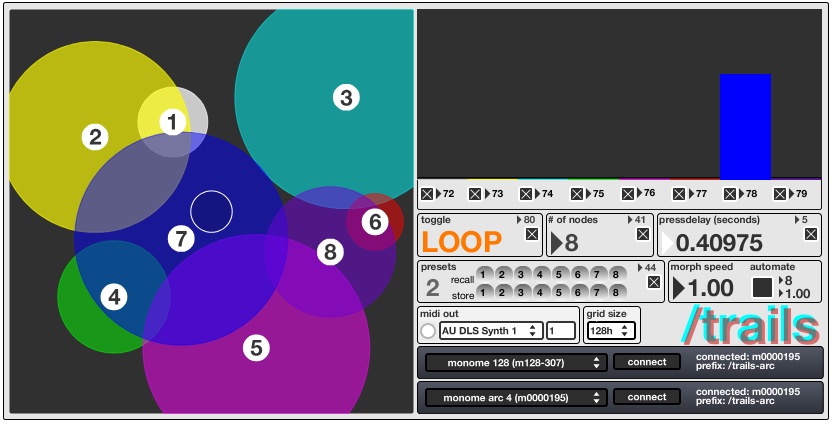 1
2
3
4
5
6
7
8
72 73 74 75 76 77 78 79
toggle 80
LOOP
# of nodes 41
8
pressdelay (seconds) 5
0.40975
presets 44
2
recall 1 2 3 4 5 6 7 8
store 1 2 3 4 5 6 7 8
morph speed
1.00
automate
8
1.00
midi out
AU DLS Synth 1 1
grid size
128h
/trails
monome 128 (m128-307) connect
connected: m0000195
prefix: /trails-arc
monome arc 4 (m0000195) connect
connected: m0000195
prefix: /trails-arc